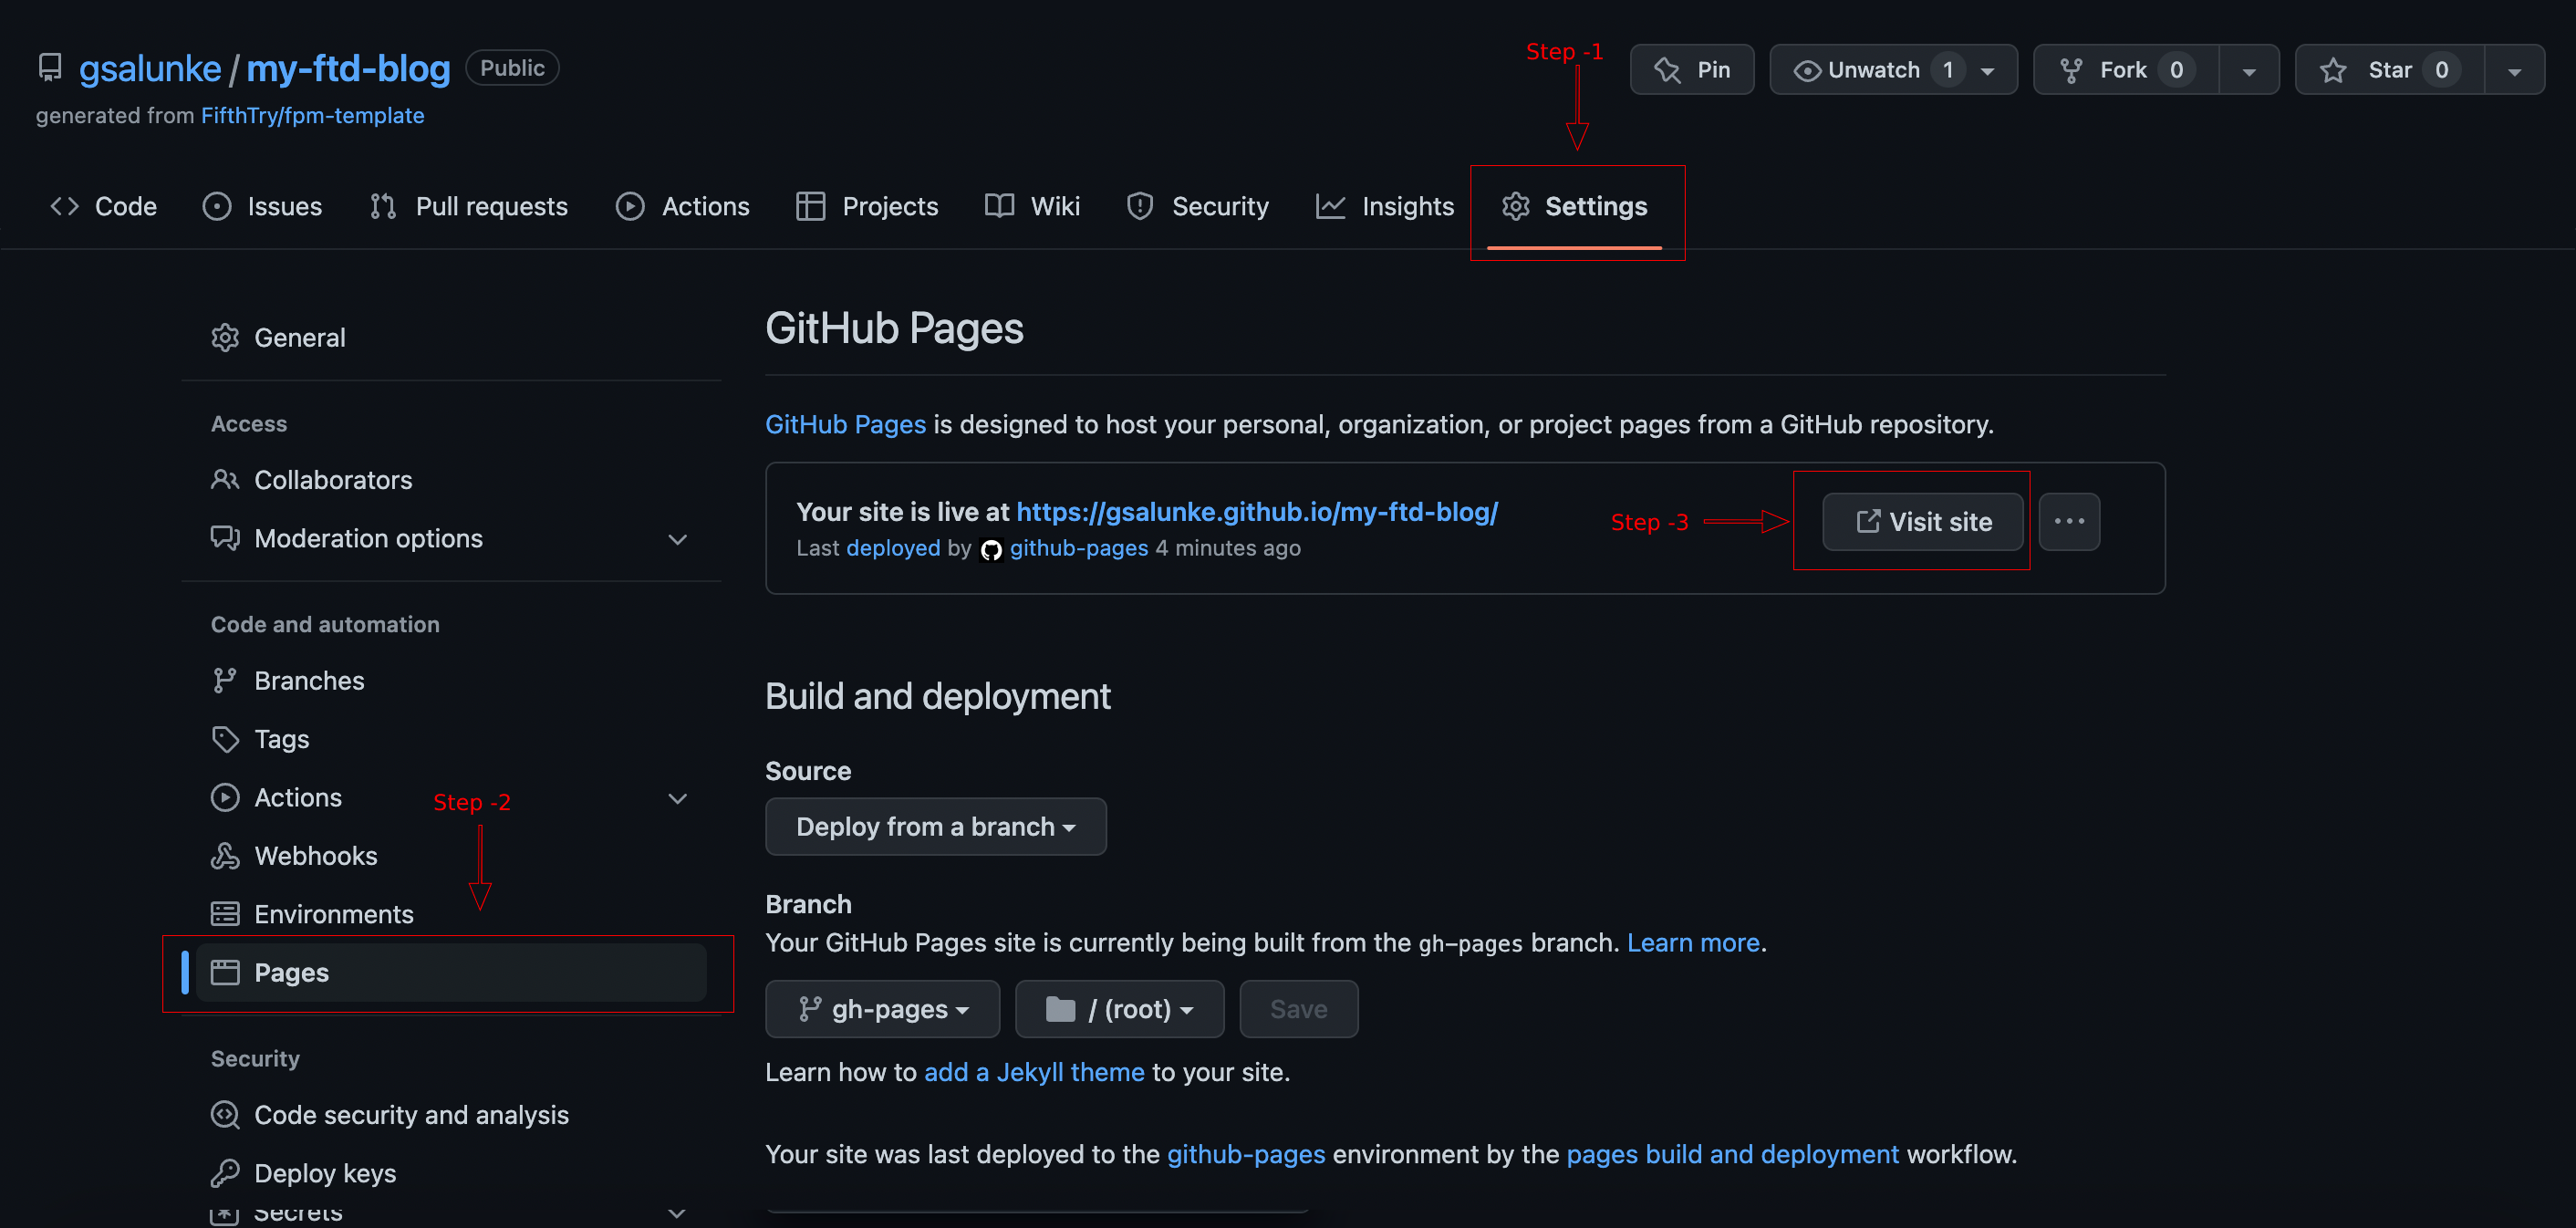 Step -1
gsalunke / my-ftd-blog Public
Pin Unwatch 1 Fork 0 Star 0
generated from FifthTry/fpm-template
Code Issues Pull requests Actions Projects Wiki Security Insights Settings
General
Access
Collaborators
Moderation options
Code and automation
Branches
Tags
Actions
Step -2
Webhooks
Environments
Pages
Security
Code security and analysis
Deploy keys
Secrets
GitHub Pages
GitHub Pages is designed to host your personal, organization, or project pages from a GitHub repository.
Your site is live at https://gsalunke.github.io/my-ftd-blog/
Last deployed by github-pages 4 minutes ago
Step -3
Visit site
Build and deployment
Source
Deploy from a branch
Branch
Your GitHub Pages site is currently being built from the gh-pages branch. Learn more.
gh-pages / (root) Save
Learn how to add a Jekyll theme to your site.
Your site was last deployed to the github-pages environment by the pages build and deployment workflow.